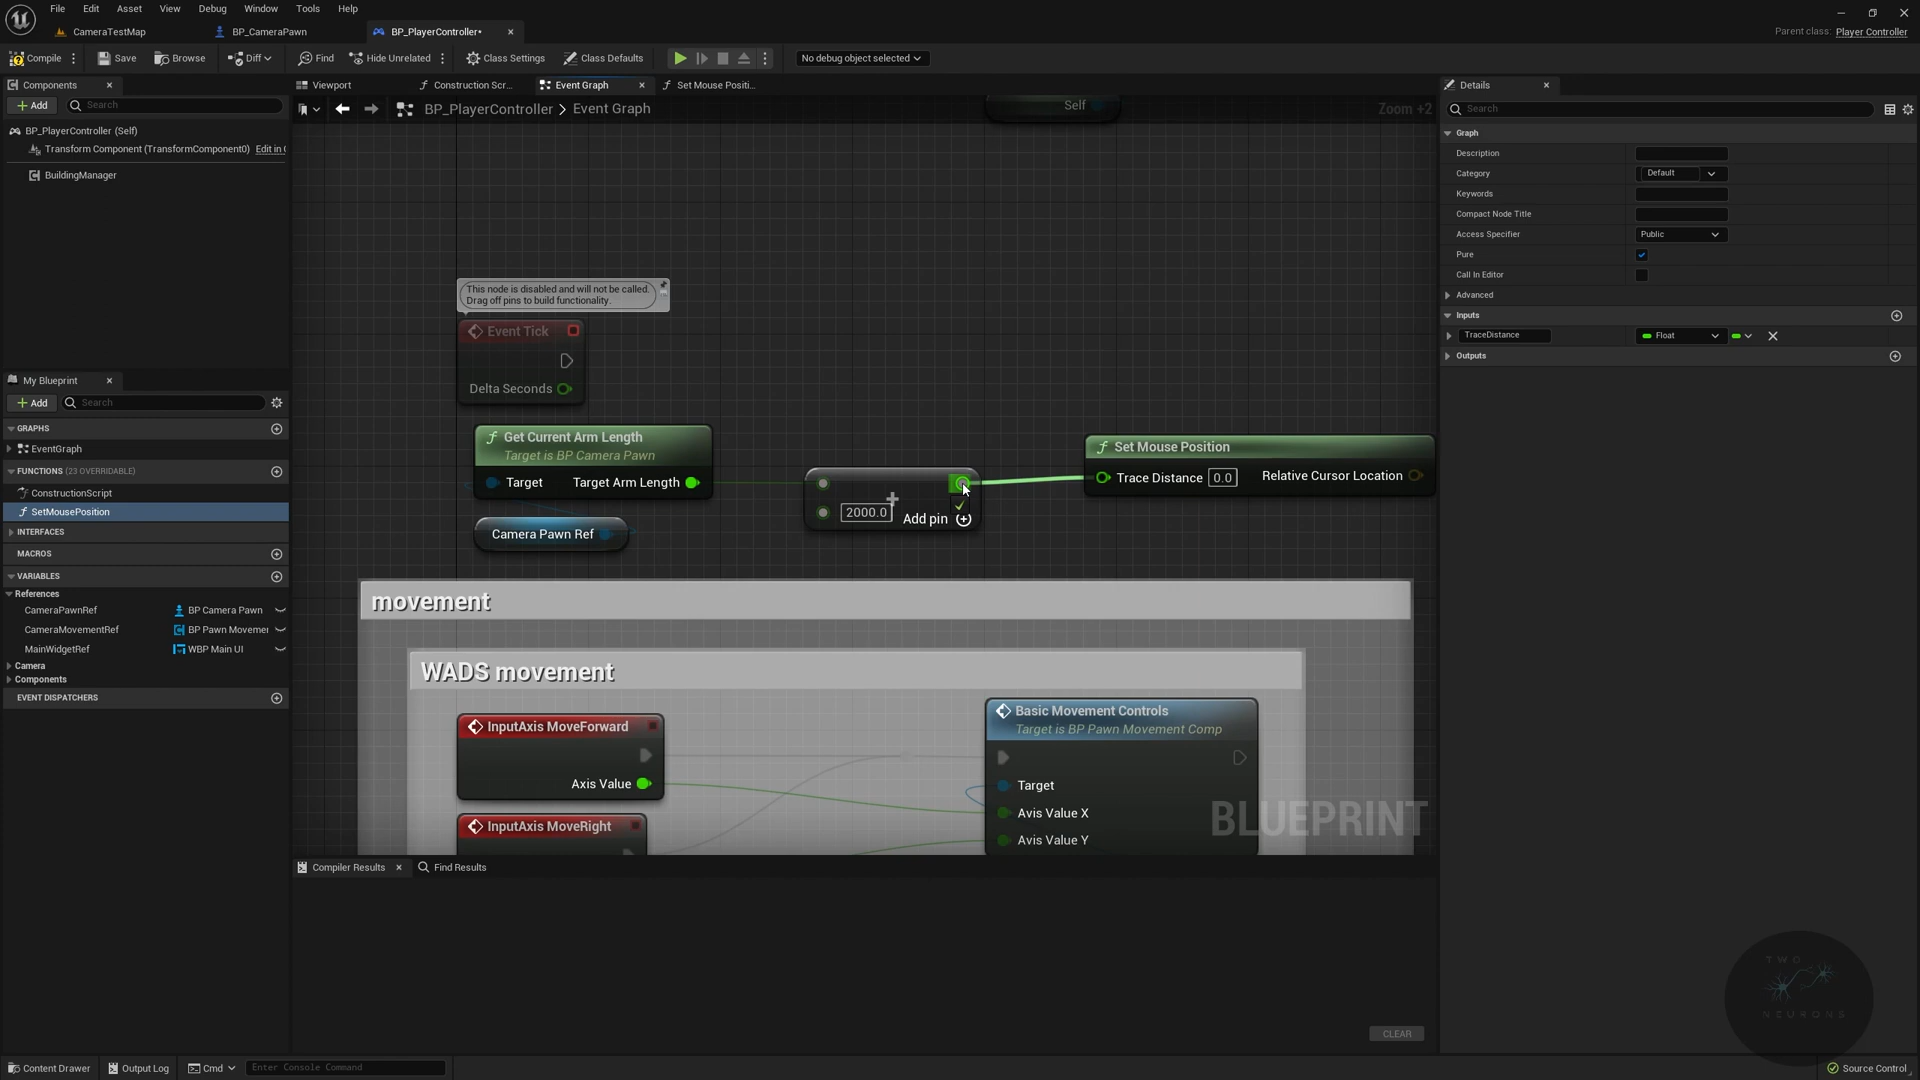 File Edit Asset View Debug Window Tools Help
CameraTestMap BP_CameraPawn BP_PlayerController•
Parent class: Player Controller
Compile Save Browse Diff Find Hide Unrelated Class Settings Class Defaults No debug object selected
Components
Add Search
BP_PlayerController (Self)
Transform Component (TransformComponent0) Edit in C
BuildingManager
Viewport Construction Scr... Event Graph Set Mouse Positi...
BP_PlayerController > Event Graph
Self
Zoom +2
This node is disabled and will not be called.
Drag off pins to build functionality.
Event Tick
Delta Seconds
Get Current Arm Length
Target is BP Camera Pawn
Target Target Arm Length
Camera Pawn Ref
2000.0
Add pin
Set Mouse Position
Trace Distance 0.0 Relative Cursor Location
movement
WADS movement
InputAxis MoveForward
Axis Value
InputAxis MoveRight
Basic Movement Controls
Target is BP Pawn Movement Comp
Target
Avis Value X
Avis Value Y
BLUEPRINT
My Blueprint
Add Search
GRAPHS
EventGraph
FUNCTIONS (23 OVERRIDABLE)
ConstructionScript
SetMousePosition
INTERFACES
MACROS
VARIABLES
References
CameraPawnRef BP Camera Pawn
CameraMovementRef BP Pawn Movemer
MainWidgetRef WBP Main UI
Camera
Components
EVENT DISPATCHERS
Compiler Results Find Results
CLEAR
Details
Search
Graph
Description
Category Default
Keywords
Compact Node Title
Access Specifier Public
Pure
Call In Editor
Advanced
Inputs
TraceDistance Float
Outputs
TWO
NEURONS
Content Drawer Output Log Cmd Enter Console Command
Source Control